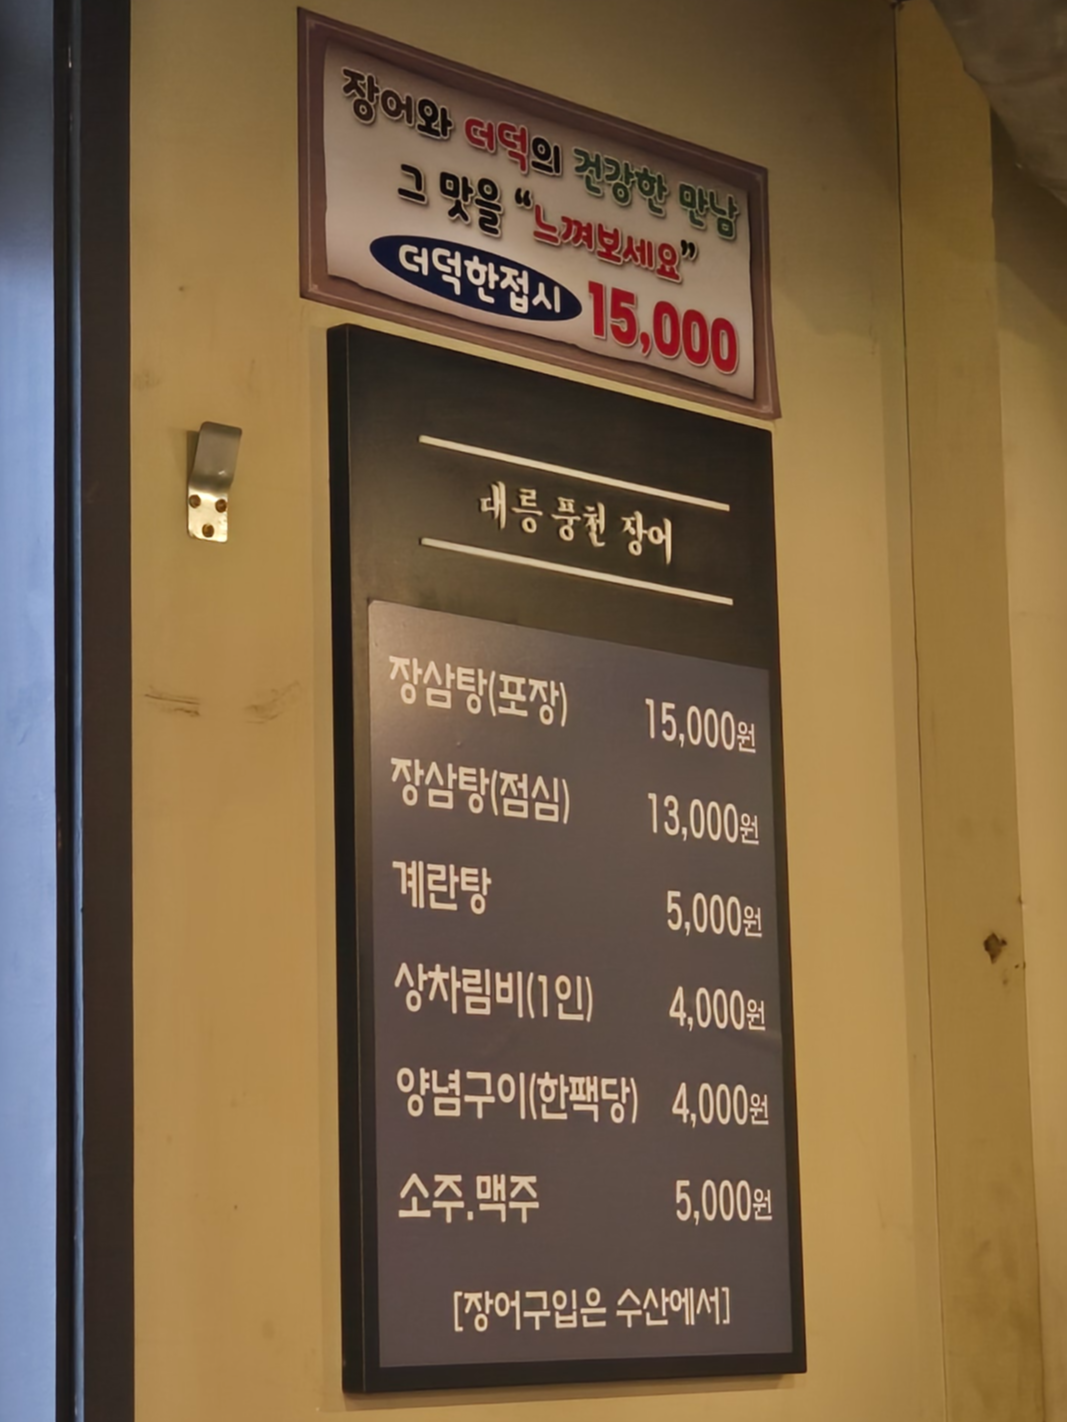 장어와 더덕의 건강한 만남
그 맛을 “느껴보세요”
더덕한접시 15,000
대릉 풍천 장어
장삼탕(포장) 15,000원
장삼탕(점심) 13,000원
계란탕 5,000원
상차림비(1인) 4,000원
양념구이(한팩당) 4,000원
소주.맥주 5,000원
[장어구입은 수산에서]